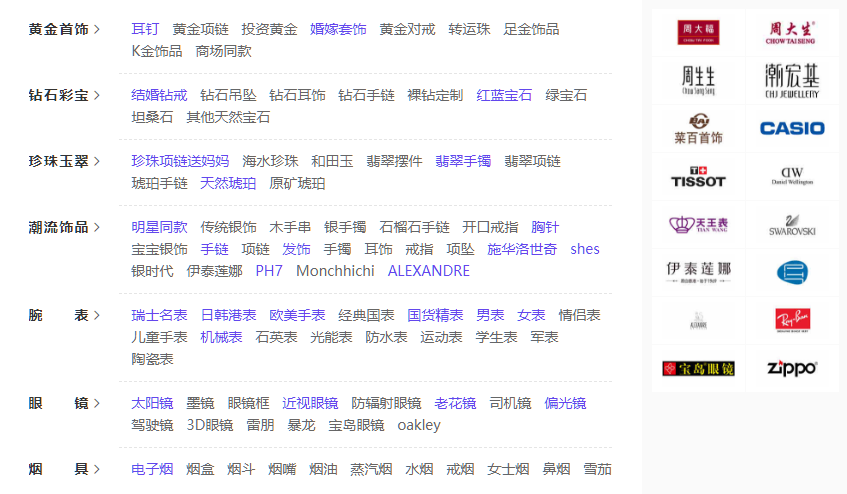 黄金首饰 > 耳钉 黄金项链 投资黄金 婚嫁套饰 黄金对戒 转运珠 足金饰品
K金饰品 商场同款
钻石彩宝 > 结婚钻戒 钻石吊坠 钻石耳饰 钻石手链 裸钻定制 红蓝宝石 绿宝石
坦桑石 其他天然宝石
珍珠玉翠 > 珍珠项链送妈妈 海水珍珠 和田玉 翡翠摆件 翡翠手镯 翡翠项链
琥珀手链 天然琥珀 原矿琥珀
潮流饰品 > 明星同款 传统银饰 木手串 银手镯 石榴石手链 开口戒指 胸针
宝宝银饰 手链 项链 发饰 手镯 耳饰 戒指 项坠 施华洛世奇 shes
银时代 伊泰莲娜 PH7 Monchhichi ALEXANDRE
腕 表 > 瑞士名表 日韩港表 欧美手表 经典国表 国货精表 男表 女表 情侣表
儿童手表 机械表 石英表 光能表 防水表 运动表 学生表 军表
陶瓷表
眼 镜 > 太阳镜 墨镜 眼镜框 近视眼镜 防辐射眼镜 老花镜 司机镜 偏光镜
驾驶镜 3D眼镜 雷朋 暴龙 宝岛眼镜 oakley
烟 具 > 电子烟 烟盒 烟斗 烟嘴 烟油 蒸汽烟 水烟 戒烟 女士烟 鼻烟 雪茄
周大福
周大生
CHOW TAI SENG
周生生
Chow Sang Sang
潮宏基
CHJ JEWELLERY
菜百首饰
CASIO
TISSOT
DW
Daniel Wellington
天王表
TIAN WANG
SWAROVSKI
伊泰莲娜
Ray-Ban
宝岛眼镜
Zippo